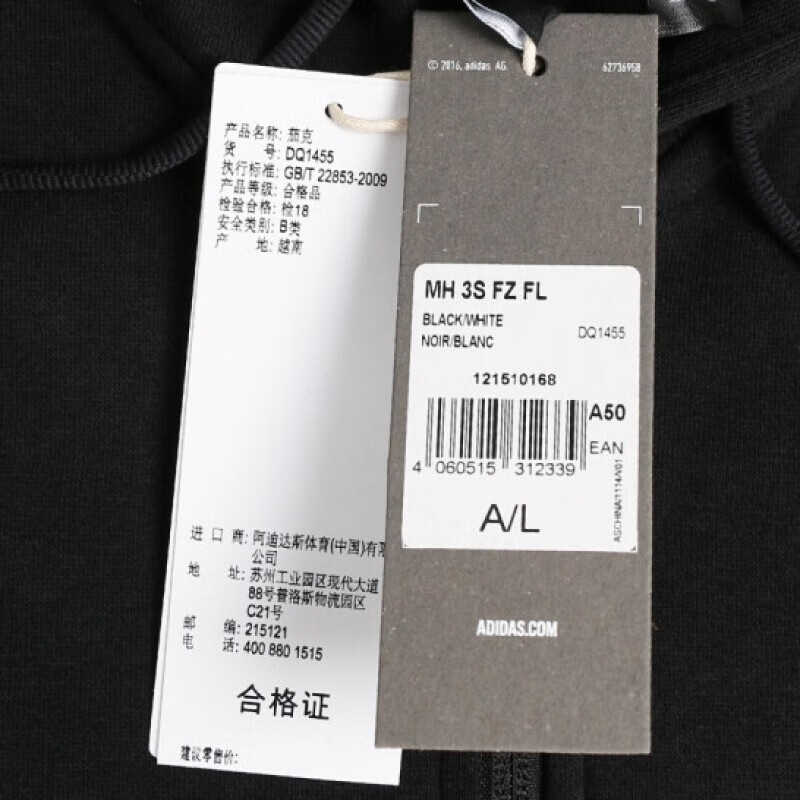 产品名称: 茄克
货 号: DQ1455
执行标准: GB/T 22853-2009
产品等级: 合格品
检验合格: 检18
安全类别: B类
产 地: 越南
进 口 商: 阿迪达斯体育(中国)有限
公司
地 址: 苏州工业园区现代大道
88号普洛斯物流园区
C21号
邮 编: 215121
电 话: 400 880 1515
合格证
建议零售价:
© 2016, adidas AG.
62736958
MH 3S FZ FL
BLACK/WHITE
NOIR/BLANC
DQ1455
121510168
A50
EAN
4 060515 312339
A/L
ASCHINA/1114/V01
ADIDAS.COM